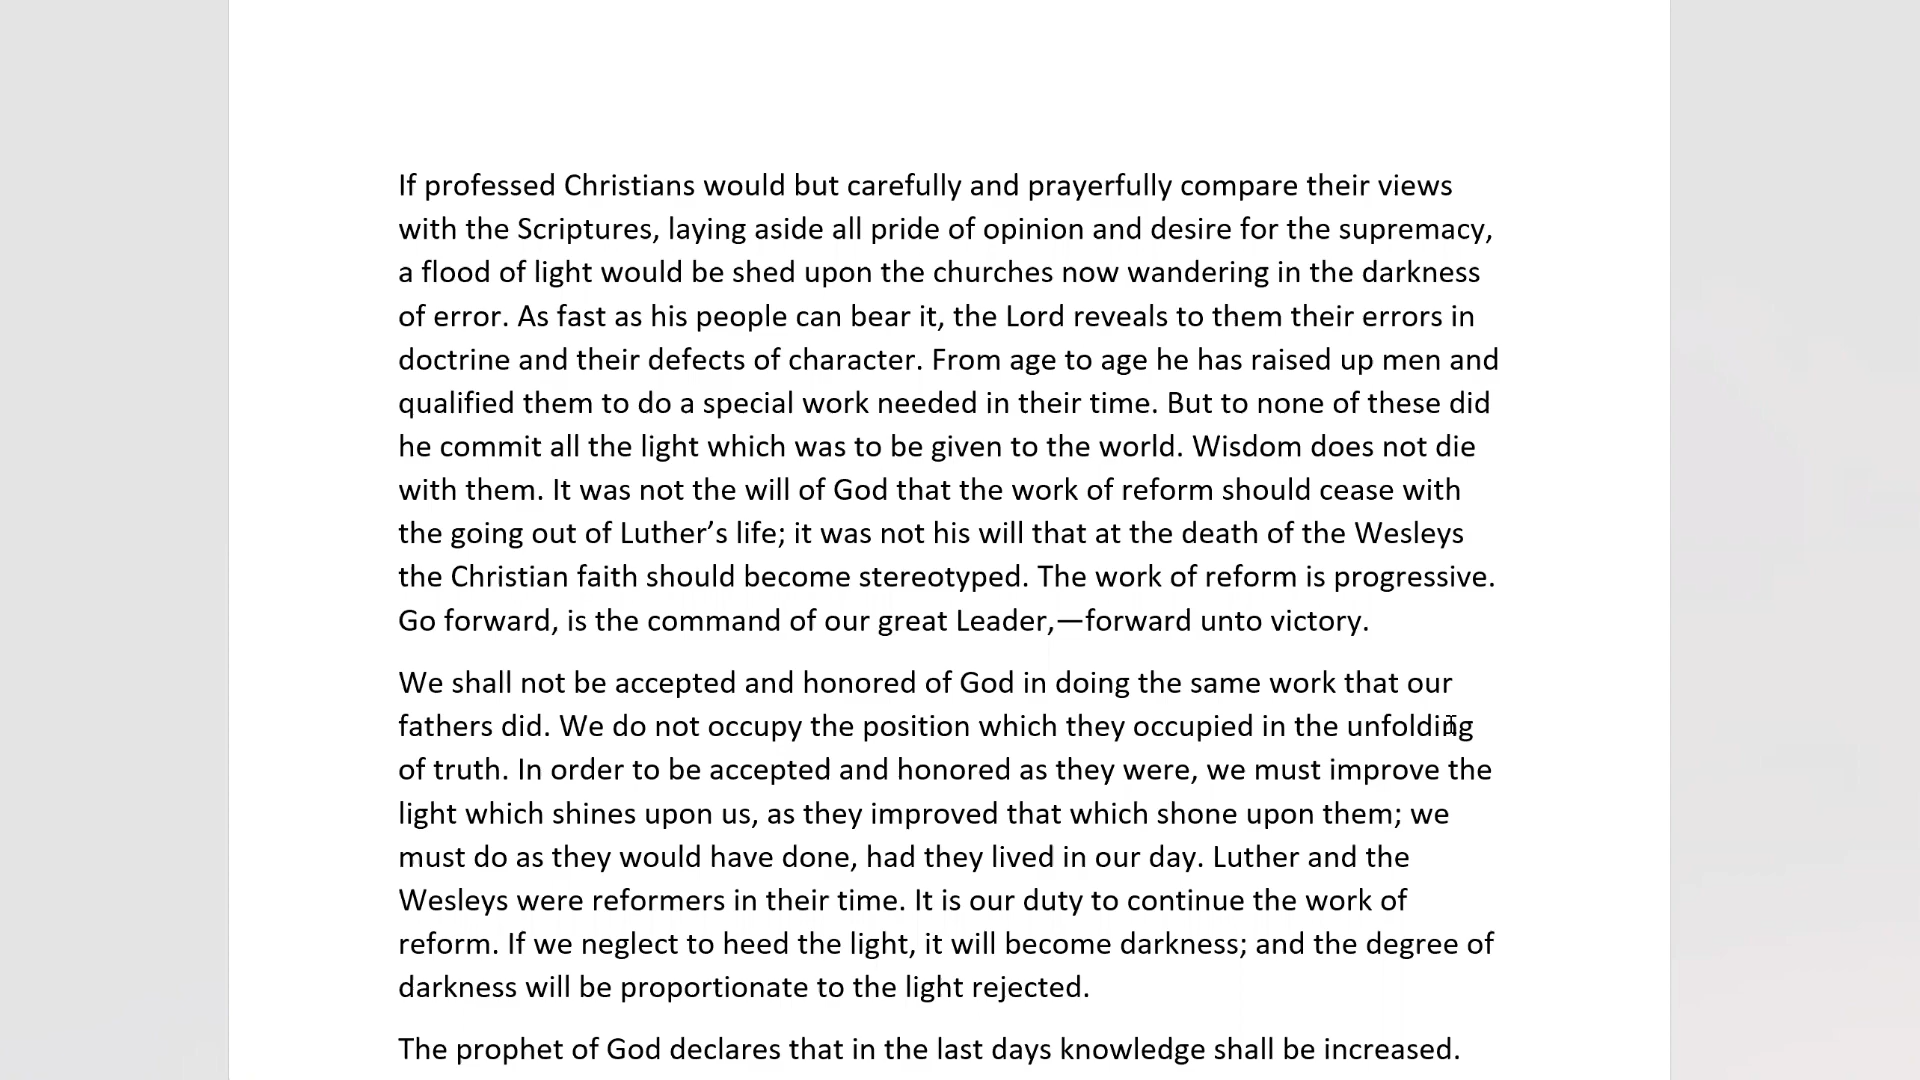 If professed Christians would but carefully and prayerfully compare their views
with the Scriptures, laying aside all pride of opinion and desire for the supremacy,
a flood of light would be shed upon the churches now wandering in the darkness
of error. As fast as his people can bear it, the Lord reveals to them their errors in
doctrine and their defects of character. From age to age he has raised up men and
qualified them to do a special work needed in their time. But to none of these did
he commit all the light which was to be given to the world. Wisdom does not die
with them. It was not the will of God that the work of reform should cease with
the going out of Luther’s life; it was not his will that at the death of the Wesleys
the Christian faith should become stereotyped. The work of reform is progressive.
Go forward, is the command of our great Leader,—forward unto victory.
We shall not be accepted and honored of God in doing the same work that our
fathers did. We do not occupy the position which they occupied in the unfolding
of truth. In order to be accepted and honored as they were, we must improve the
light which shines upon us, as they improved that which shone upon them; we
must do as they would have done, had they lived in our day. Luther and the
Wesleys were reformers in their time. It is our duty to continue the work of
reform. If we neglect to heed the light, it will become darkness; and the degree of
darkness will be proportionate to the light rejected.
The prophet of God declares that in the last days knowledge shall be increased.